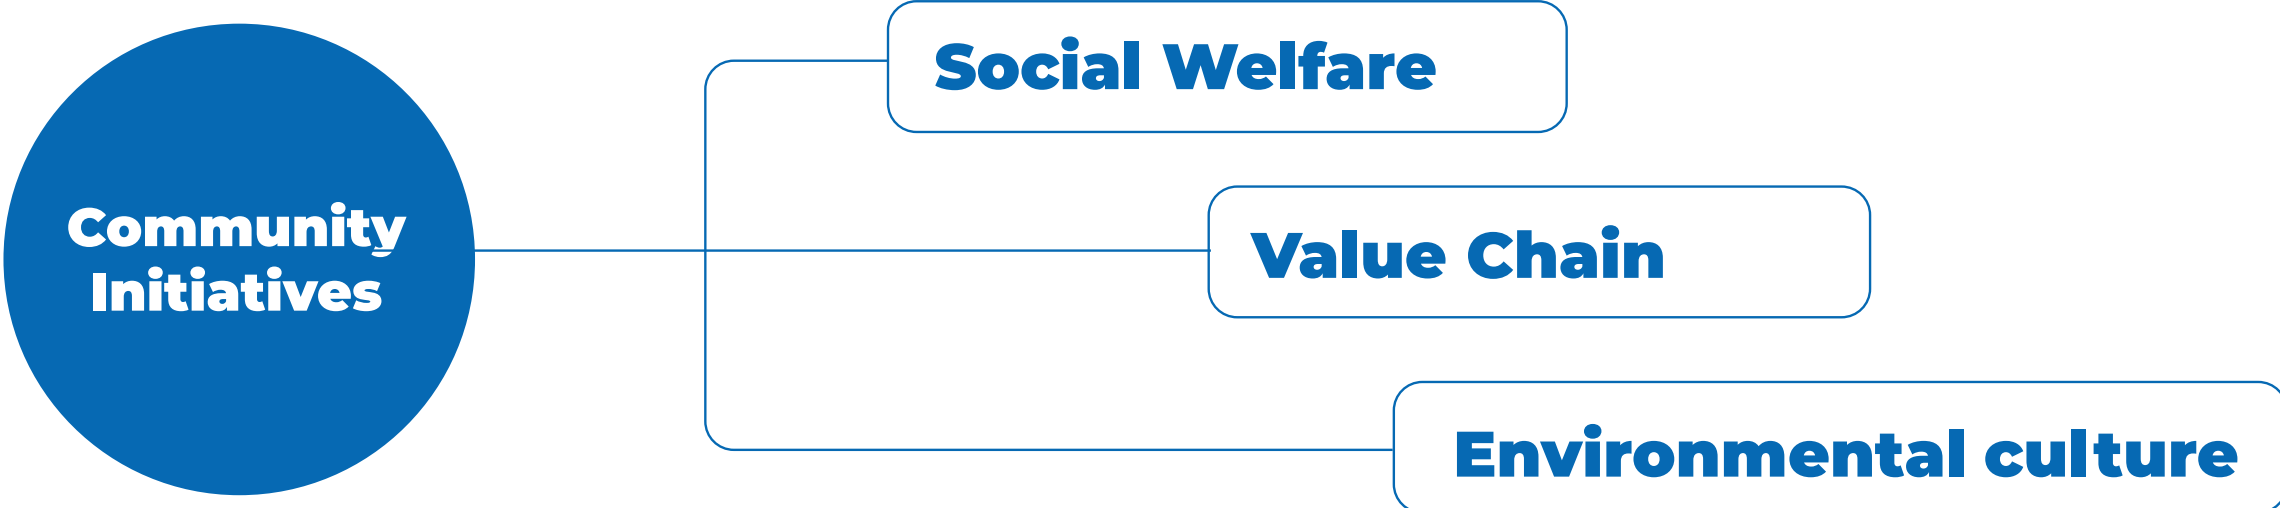 Community
Initiatives
Social Welfare
Value Chain
Environmental culture